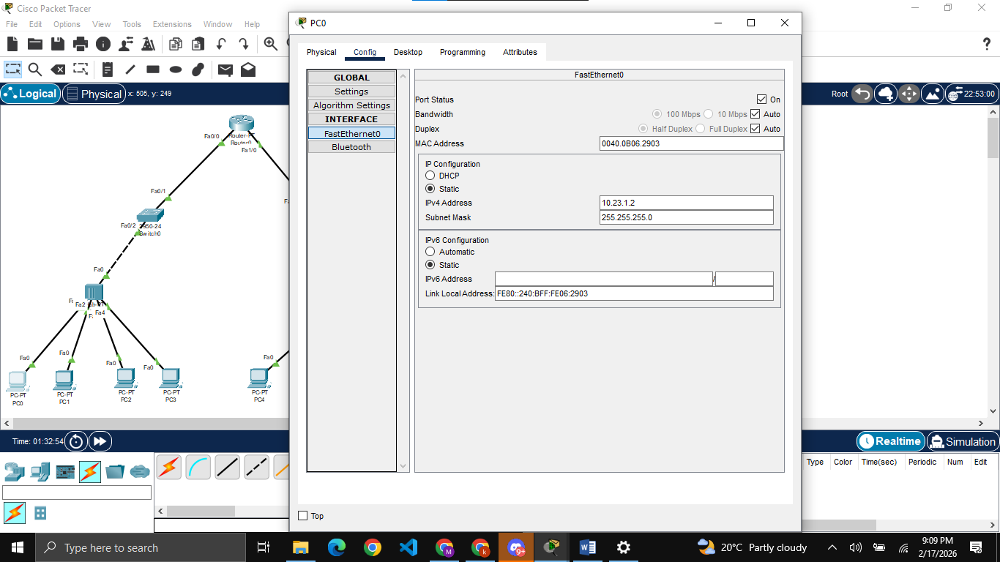 Cisco Packet Tracer
File Edit Options View Tools Extensions Window Help
Logical Physical x: 505, y: 249
Root 22:53:00
Fa0/0
Router-PT
Router0
Fa1/0
Fa0/1
Fa0/2
2950-24
Switch0
Fa0
Fa2
Fa4
Fa0
Fa0
Fa0
Fa0
Fa0
PC-PT
PC0
PC-PT
PC1
PC-PT
PC2
PC-PT
PC3
PC-PT
PC4
PC0
Physical Config Desktop Programming Attributes
GLOBAL
Settings
Algorithm Settings
INTERFACE
FastEthernet0
Bluetooth
FastEthernet0
Port Status On
Bandwidth 100 Mbps 10 Mbps Auto
Duplex Half Duplex Full Duplex Auto
MAC Address 0040.0B06.2903
IP Configuration
DHCP
Static
IPv4 Address 10.23.1.2
Subnet Mask 255.255.255.0
IPv6 Configuration
Automatic
Static
IPv6 Address /
Link Local Address: FE80::240:BFF:FE06:2903
Top
Time: 01:32:54
Realtime Simulation
Type Color Time(sec) Periodic Num Edit
Type here to search
M
k
9+
20°C Partly cloudy
9:09 PM
2/17/2026